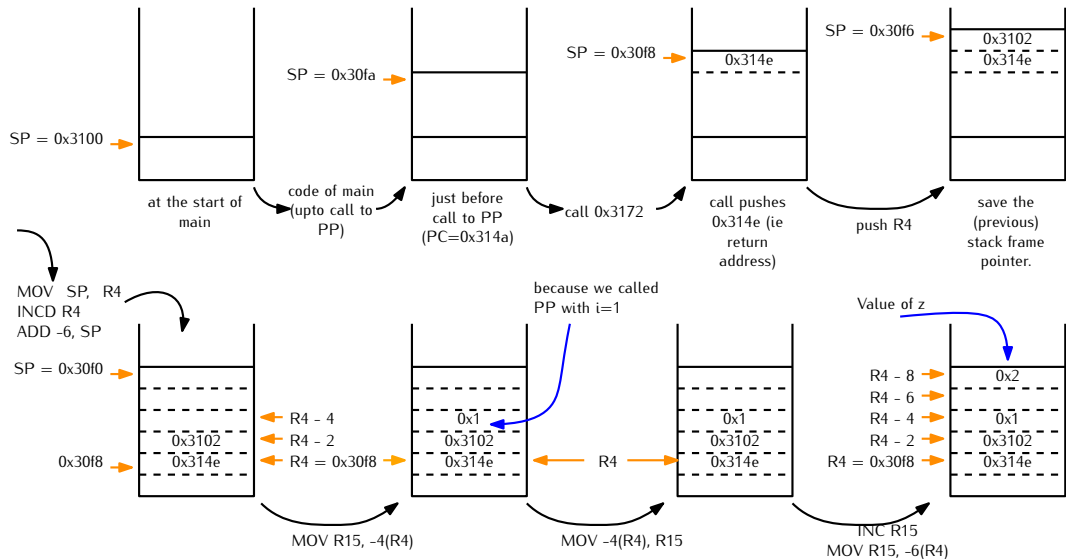 SP = 0x3100
at the start of
main
code of main
(upto call to
PP)
SP = 0x30fa
just before
call to PP
(PC=0x314a)
call 0x3172
SP = 0x30f8
0x314e
call pushes
0x314e (ie
return
address)
push R4
SP = 0x30f6
0x3102
0x314e
save the
(previous)
stack frame
pointer.
MOV SP, R4
INCD R4
ADD -6, SP
SP = 0x30f0
0x30f8
0x3102
0x314e
R4 - 4
R4 - 2
R4 = 0x30f8
MOV R15, -4(R4)
because we called
PP with i=1
0x1
0x3102
0x314e
R4
MOV -4(R4), R15
0x1
0x3102
0x314e
INC R15
MOV R15, -6(R4)
Value of z
R4 - 8
R4 - 6
R4 - 4
R4 - 2
R4 = 0x30f8
0x2
0x1
0x3102
0x314e